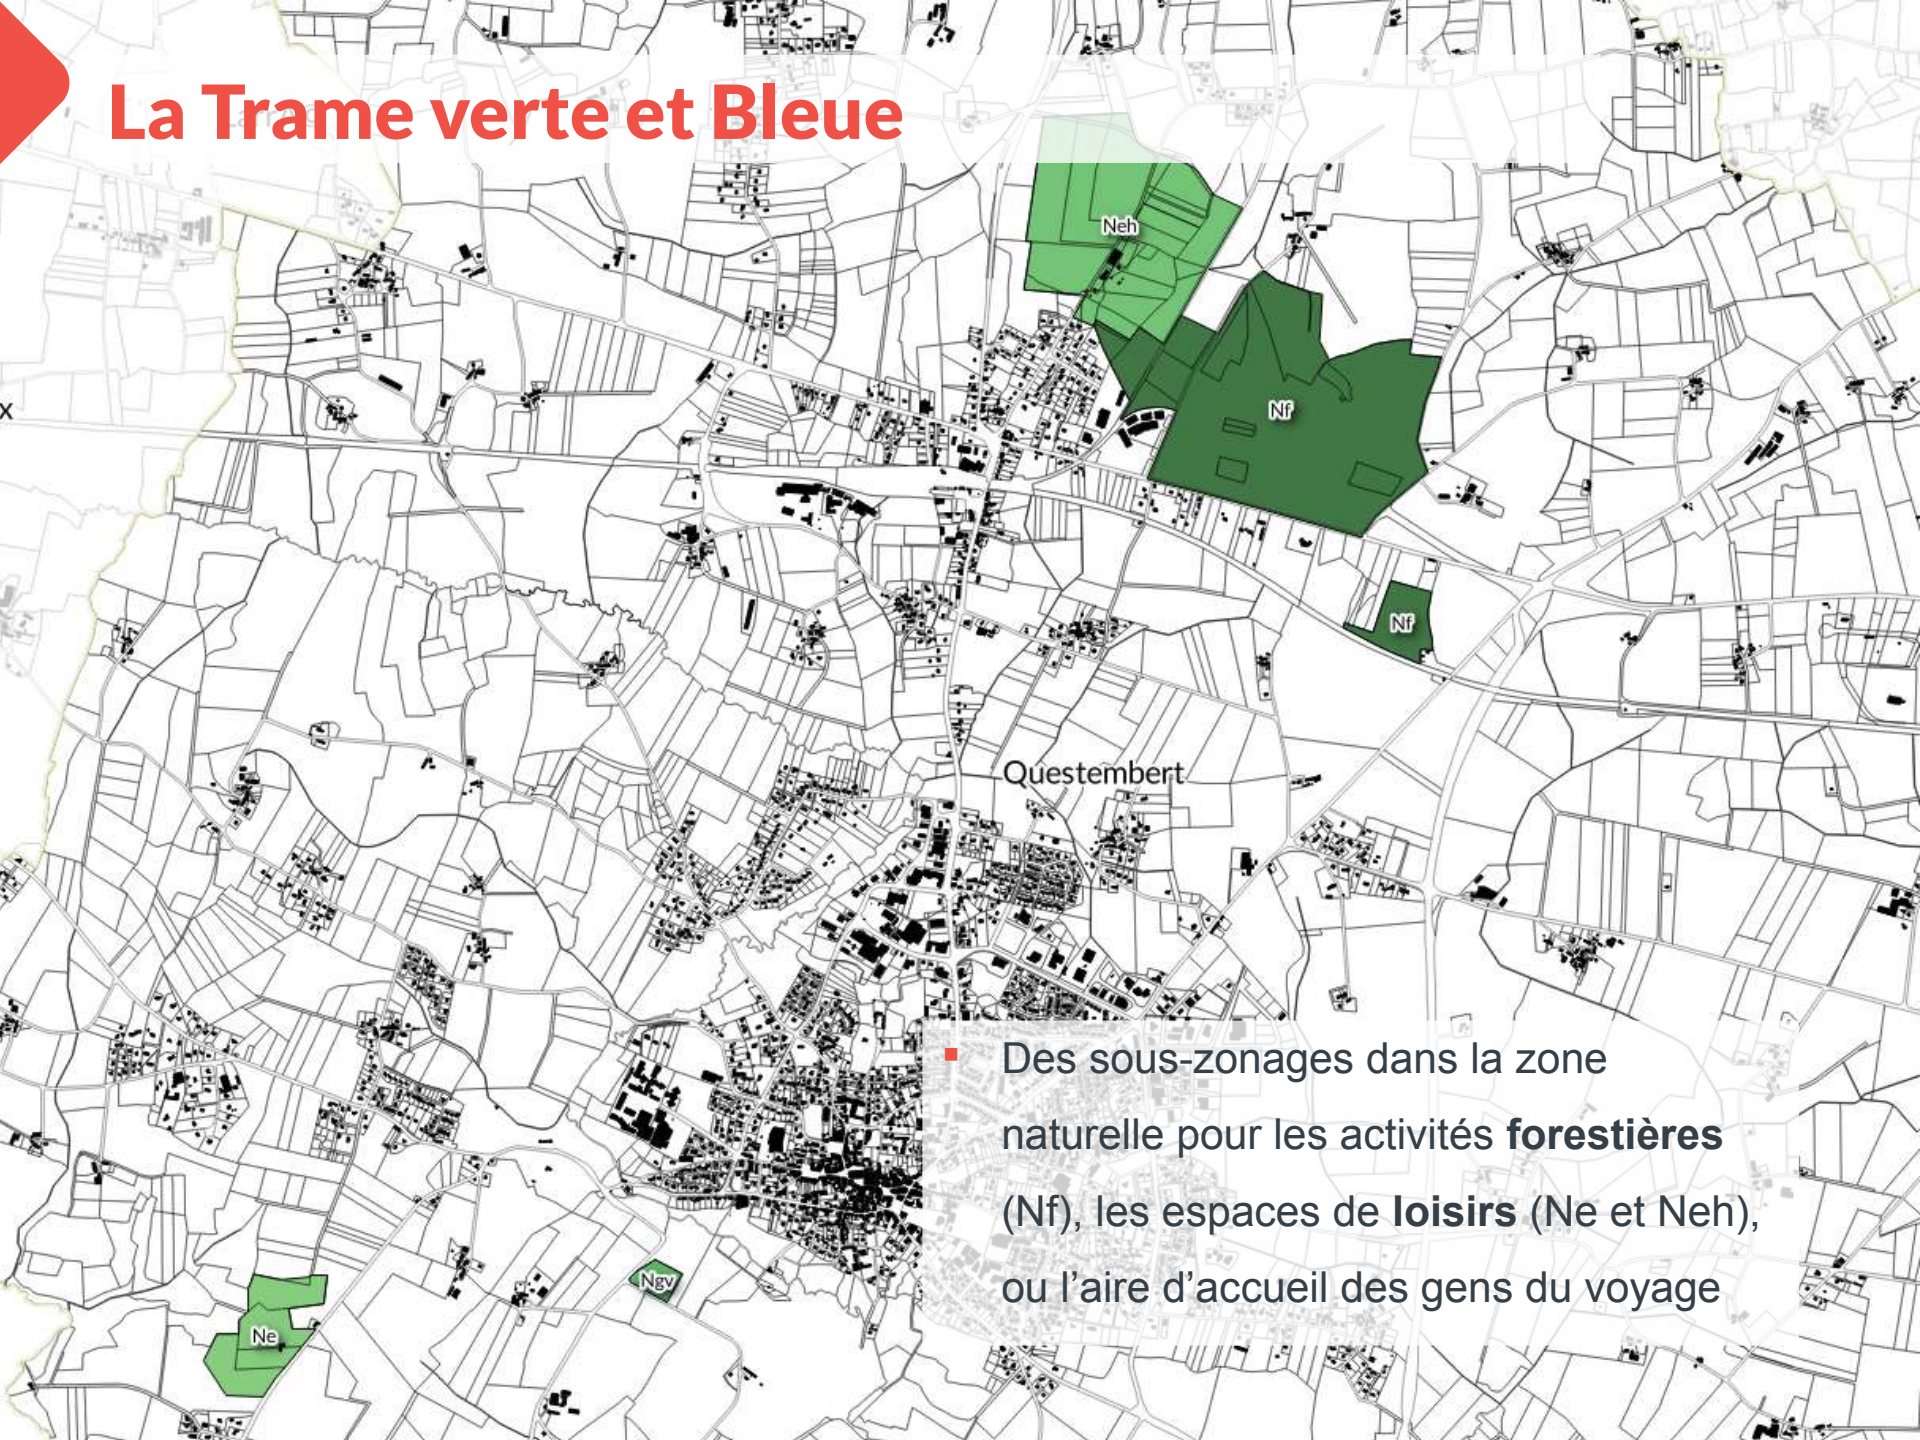 La Trame verte et Bleue
Neh
Nf
x
Nf
Questembert
Des sous-zonages dans la zone
naturelle pour les activités forestières
(Nf), les espaces de loisirs (Ne et Neh),
ou l’aire d’accueil des gens du voyage
Ngv
Ne